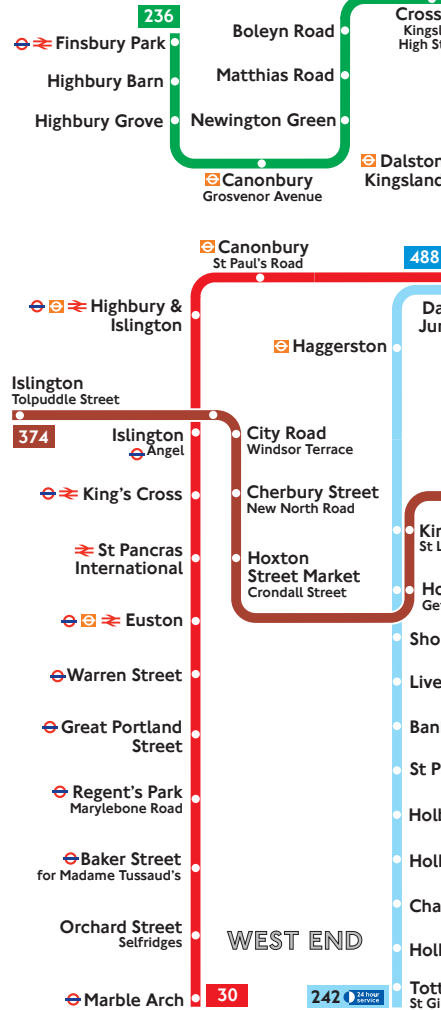 236
Finsbury Park
Highbury Barn
Highbury Grove
Boleyn Road
Matthias Road
Newington Green
Cross
High St
Canonbury
Grosvenor Avenue
Dalston
Kingsland
Canonbury
St Paul's Road
488
Highbury &
Islington
Haggerston
Islington
Tolpuddle Street
374
Islington
Angel
City Road
Windsor Terrace
King's Cross
Cherbury Street
New North Road
St Pancras
International
Hoxton
Street Market
Crondall Street
Euston
Warren Street
Great Portland
Street
Regent's Park
Marylebone Road
Baker Street
for Madame Tussaud's
Orchard Street
Selfridges
Marble Arch
30
WEST END
242 24 hour
service